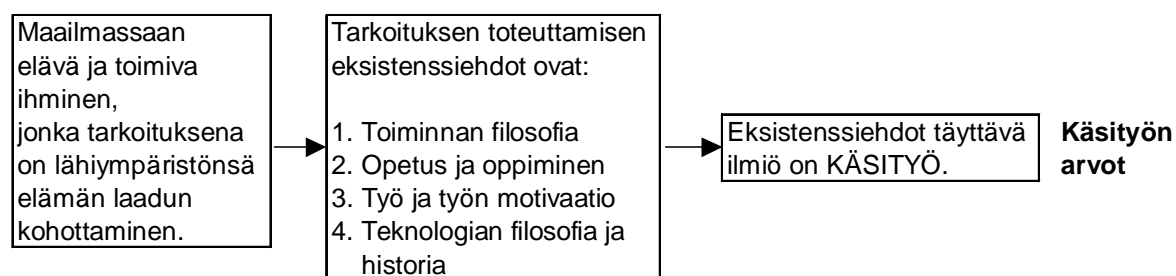 Maailmassaan
elävä ja toimiva
ihminen,
jonka tarkoituksena
on lähiympäristönsä
elämän laadun
kohottaminen.
Tarkoituksen toteuttamisen
eksistenssiehdot ovat:
1. Toiminnan filosofia
2. Opetus ja oppiminen
3. Työ ja työn motivaatio
4. Teknologian filosofia ja
historia
Eksistenssiehdot täyttävä
ilmiö on KÄSITYÖ.
Käsityön
arvot